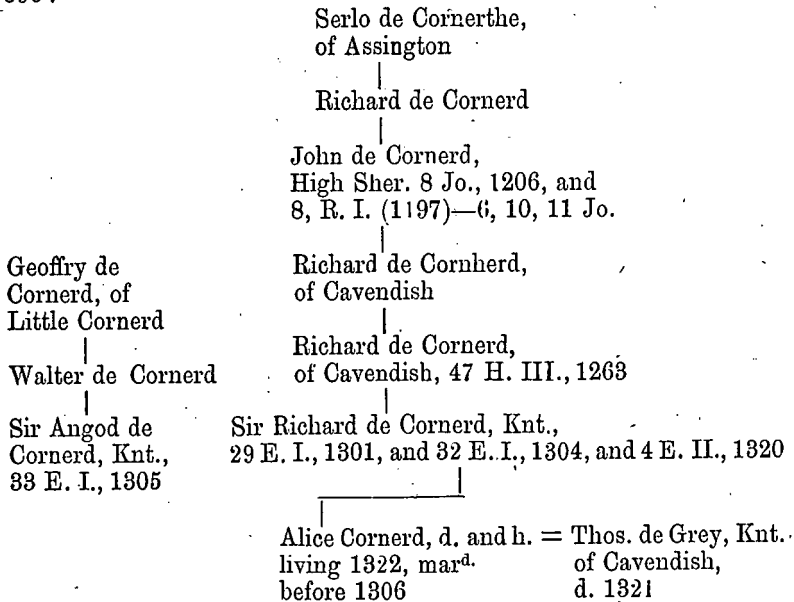 Serlo de Cornerthe,
of Assington
Richard de Cornerd
John de Cornerd,
High Sher. 8 Jo., 1206, and
8, R. I. (1197)—6, 10, 11 Jo.
Geoffry de
Cornerd, of
Little Cornerd
Richard de Cornherd,
of Cavendish
Walter de Cornerd
Richard de Cornerd,
of Cavendish, 47 H. III., 1263
Sir Angod de
Cornerd, Knt.,
33 E. I., 1305
Sir Richard de Cornerd, Knt.,
29 E. I., 1301, and 32 E. I., 1304, and 4 E. II., 1320
Alice Cornerd, d. and h. = Thos. de Grey, Knt.
living 1322, mard. of Cavendish,
before 1306 d. 1321